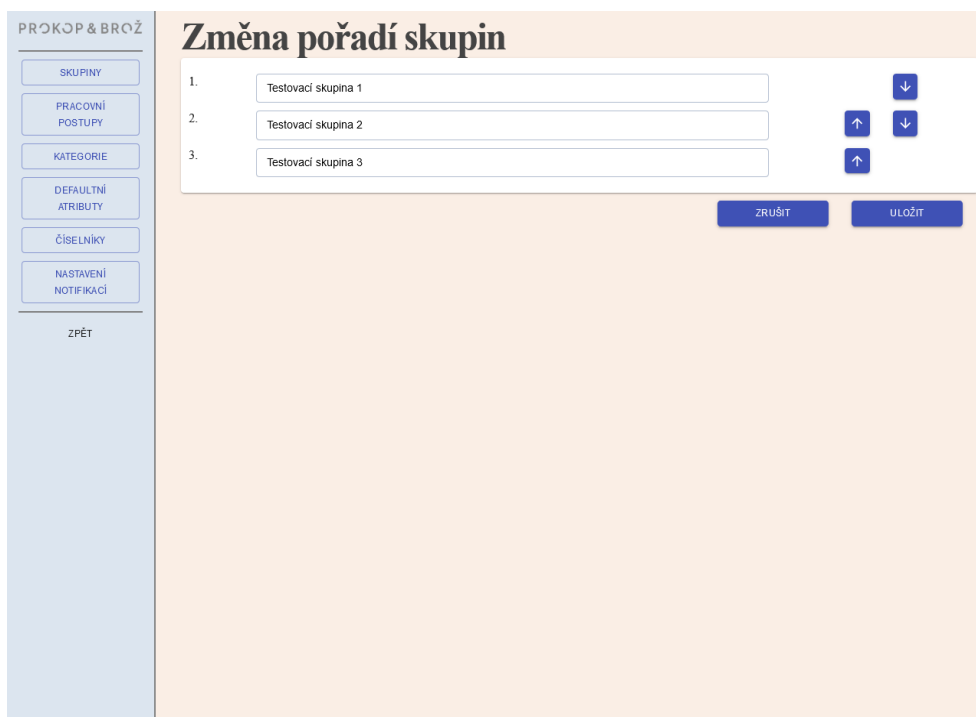 PROKOP & BROŽ
SKUPINY
PRACOVNÍ
POSTUPY
KATEGORIE
DEFAULTNÍ
ATRIBUTY
ČÍSELNÍKY
NASTAVENÍ
NOTIFIKACÍ
ZPĚT
Změna pořadí skupin
1. Testovací skupina 1
2. Testovací skupina 2
3. Testovací skupina 3
ZRUŠIT ULOŽIT